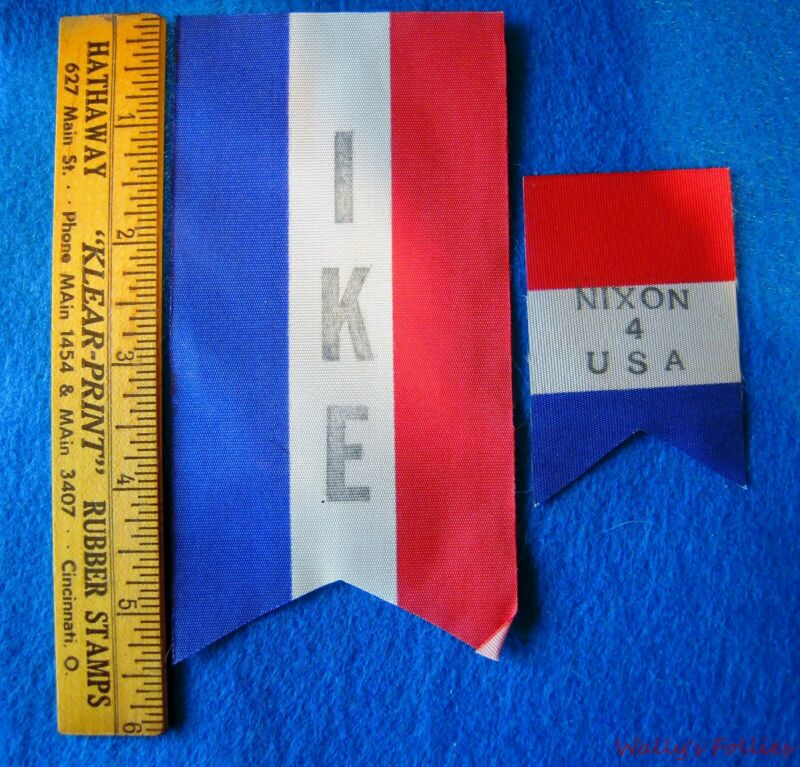 HATHAWAY "KLEAR-PRINT" RUBBER STAMPS
627 Main St. . . Phone MAin 1454 & MAin 3407 . . Cincinnati, O.
1
2
3
4
5
6
I
K
E
NIXON
4
USA
Wally's Follies